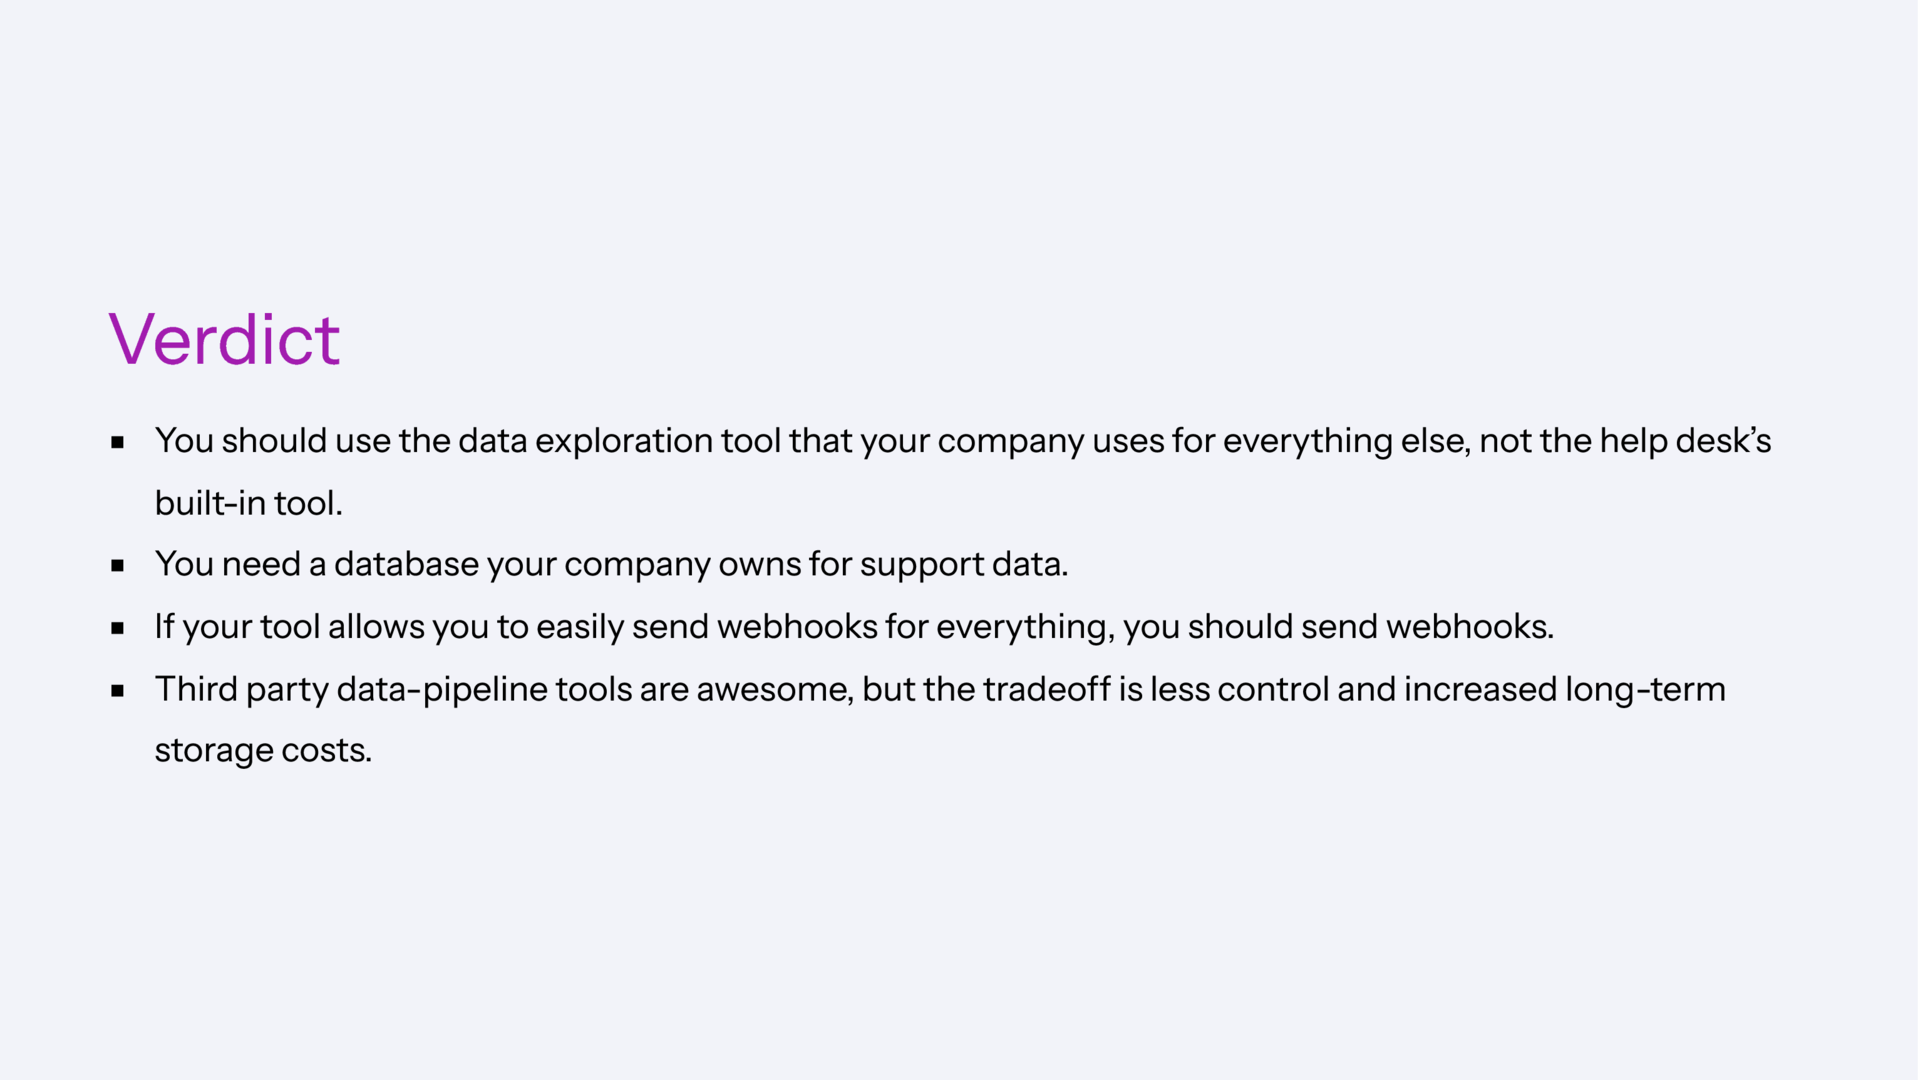 Verdict
▪ You should use the data exploration tool that your company uses for everything else, not the help desk’s
built-in tool.
▪ You need a database your company owns for support data.
▪ If your tool allows you to easily send webhooks for everything, you should send webhooks.
▪ Third party data-pipeline tools are awesome, but the tradeoff is less control and increased long-term
storage costs.